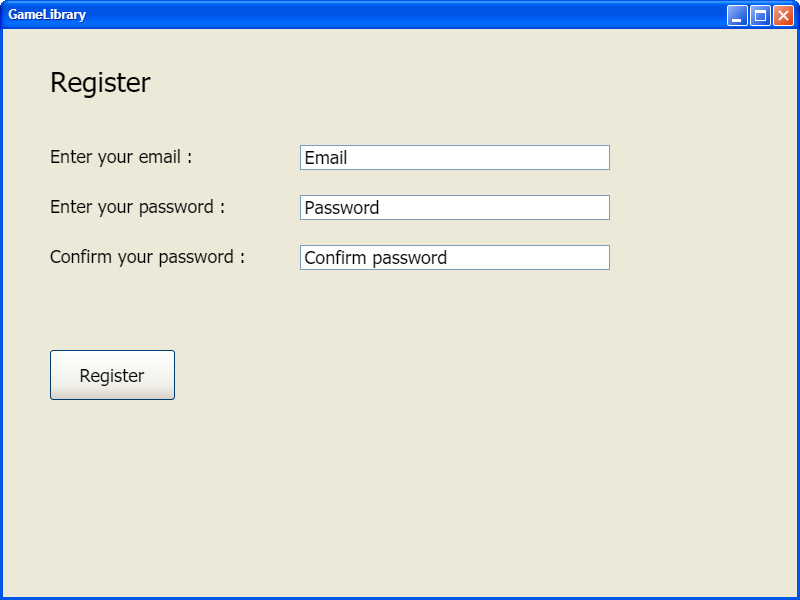 GameLibrary
Register
Enter your email : Email
Enter your password : Password
Confirm your password : Confirm password
Register